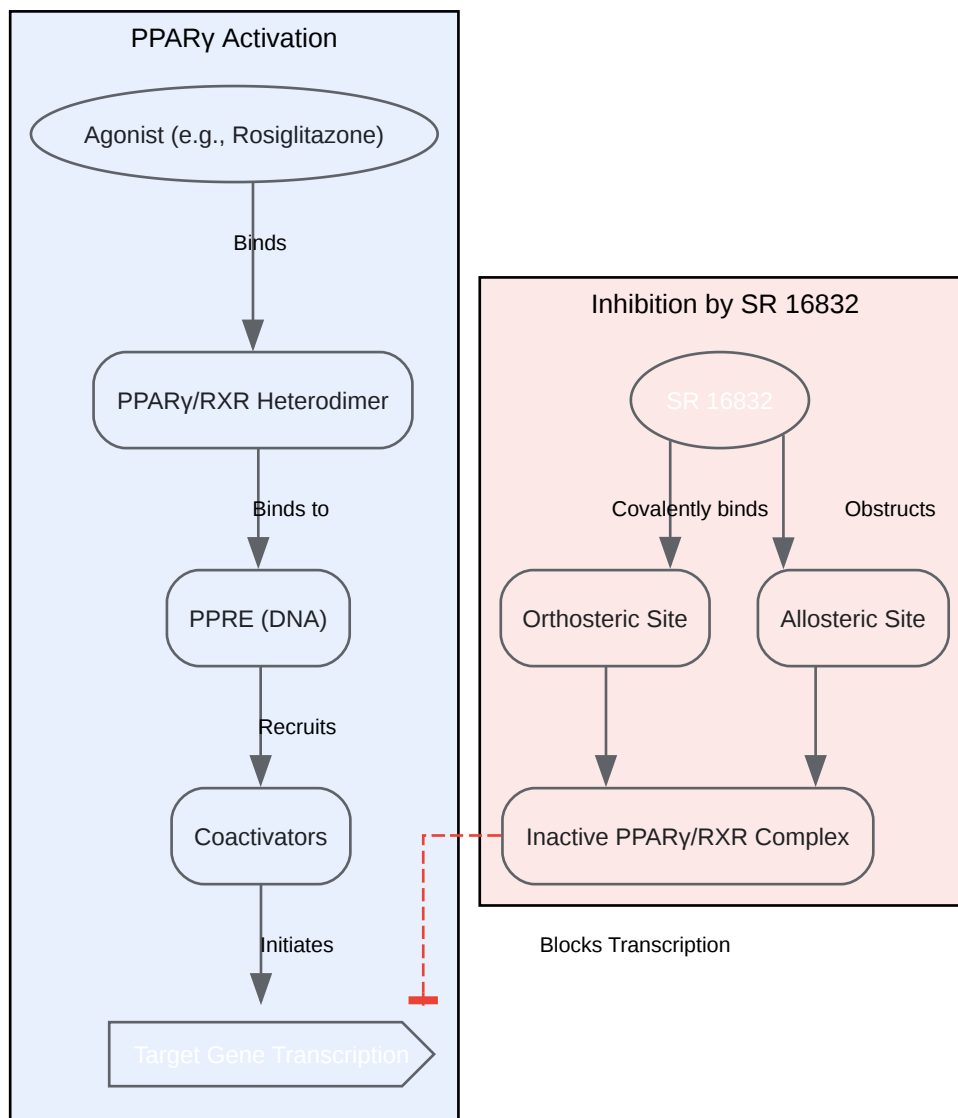 PPARγ Activation
Agonist (e.g., Rosiglitazone)
Binds
PPARγ/RXR Heterodimer
Binds to
PPRE (DNA)
Recruits
Coactivators
Initiates
Target Gene Transcription
Inhibition by SR 16832
SR 16832
Covalently binds
Obstructs
Orthosteric Site
Allosteric Site
Inactive PPARγ/RXR Complex
Blocks Transcription